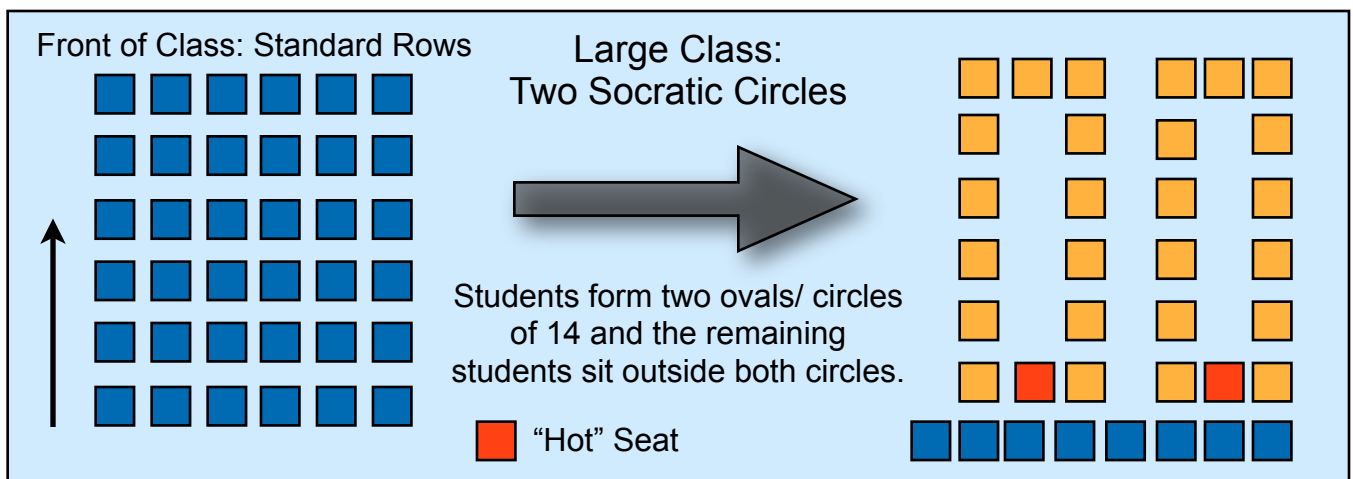 Front of Class: Standard Rows
Large Class:
Two Socratic Circles
Students form two ovals/ circles
of 14 and the remaining
students sit outside both circles.
“Hot” Seat